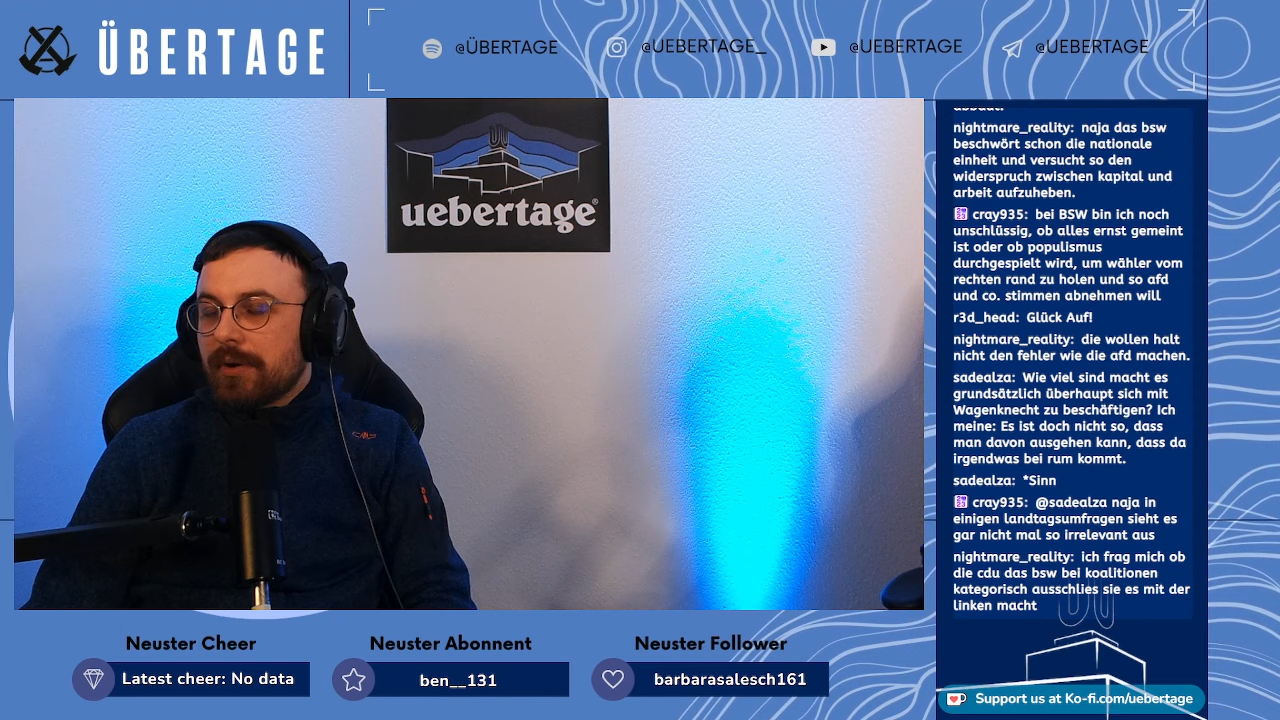 ÜBERTAGE
@ÜBERTAGE
@UEBERTAGE_
@UEBERTAGE
@UEBERTAGE
uebertage®
nightmare_reality: naja das bsw
beschwört schon die nationale
einheit und versucht so den
widerspruch zwischen kapital und
arbeit aufzuheben.
cray935: bei BSW bin ich noch
unschlüssig, ob alles ernst gemeint
ist oder ob populismus
durchgespielt wird, um wähler vom
rechten rand zu holen und so afd
und co. stimmen abnehmen will
r3d_head: Glück Auf!
nightmare_reality: die wollen halt
nicht den fehler wie die afd machen.
sadealza: Wie viel sind macht es
grundsätzlich überhaupt sich mit
Wagenknecht zu beschäftigen? Ich
meine: Es ist doch nicht so, dass
man davon ausgehen kann, dass da
irgendwas bei rum kommt.
sadealza: *Sinn
cray935: @sadealza naja in
einigen landtagsumfragen sieht es
gar nicht mal so irrelevant aus
nightmare_reality: ich frag mich ob
die cdu das bsw bei koalitionen
kategorisch ausschlies sie es mit der
linken macht
Neuster Cheer
Latest cheer: No data
Neuster Abonnent
ben__131
Neuster Follower
barbarasalesch161
Support us at Ko-fi.com/uebertage